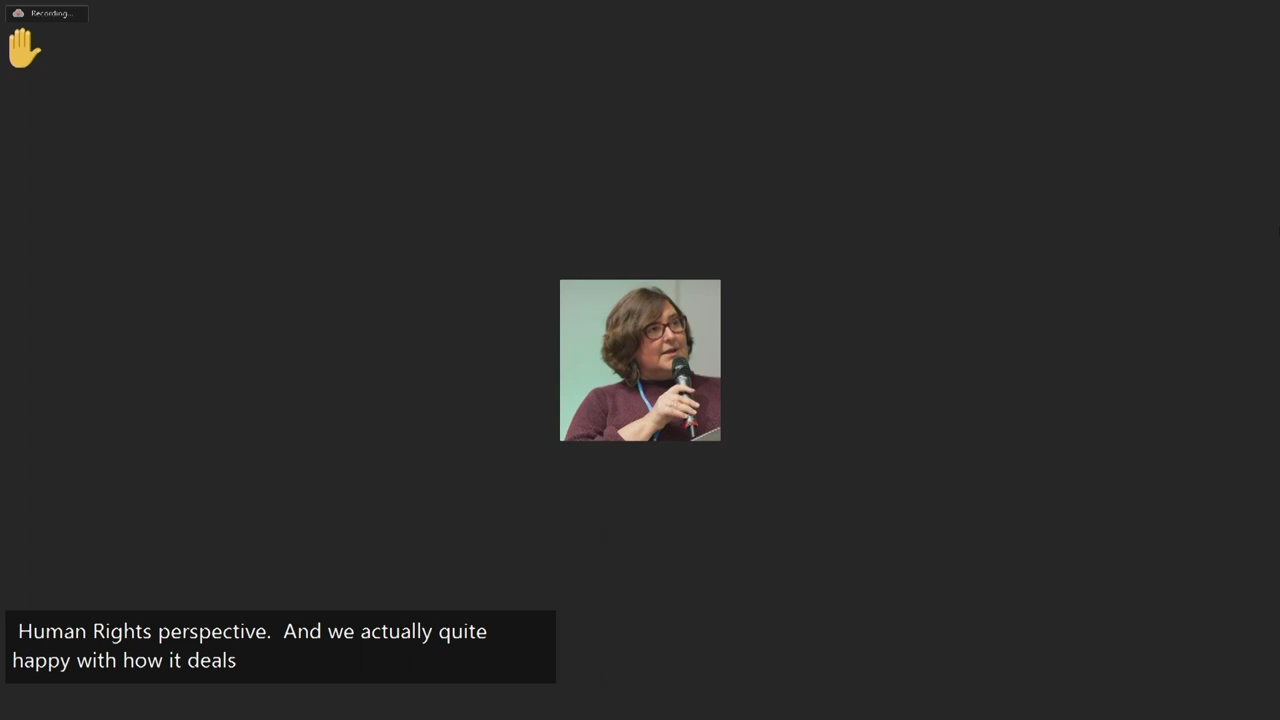 Recording...
Human Rights perspective.  And we actually quite
happy with how it deals